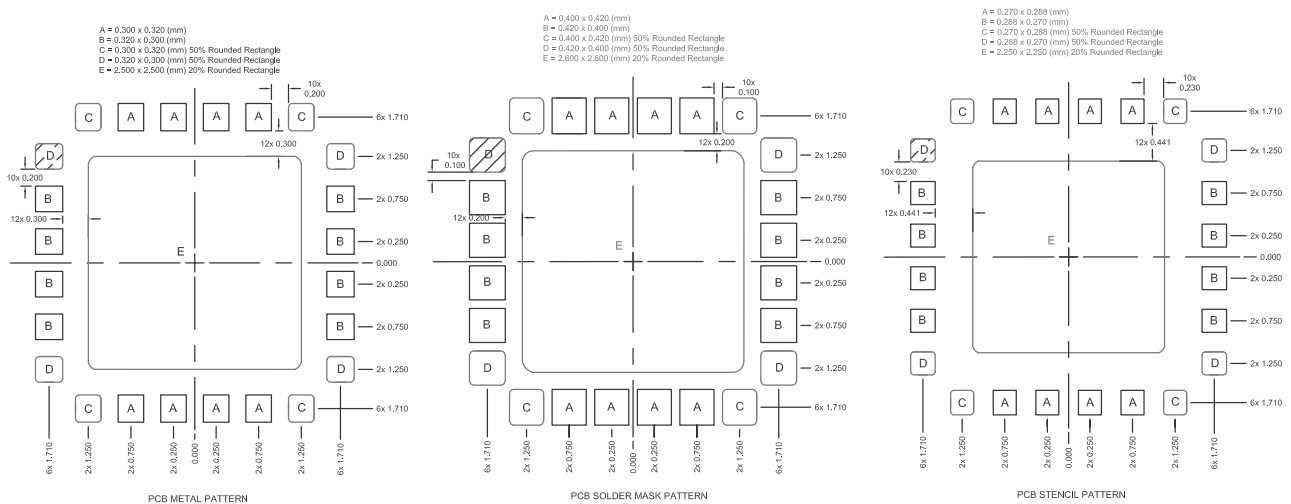 A = 0.300 x 0.320 (mm)
B = 0.320 x 0.300 (mm)
C = 0.300 x 0.320 (mm) 50% Rounded Rectangle
D = 0.320 x 0.300 (mm) 50% Rounded Rectangle
E = 2.500 x 2.500 (mm) 20% Rounded Rectangle
10x
0.200
C A A A A C
6x 1.710
12x 0.300
D D
2x 1.250
10x 0.200
B B
2x 0.750
12x 0.300
B B
2x 0.250
E
0.000
B B
2x 0.250
B B
2x 0.750
D D
2x 1.250
C A A A A C
6x 1.710
6x 1.710
2x 1.250
2x 0.750
2x 0.250
0.000
2x 0.250
2x 0.750
2x 1.250
6x 1.710
PCB METAL PATTERN
A = 0.400 x 0.420 (mm)
B = 0.420 x 0.400 (mm)
C = 0.400 x 0.420 (mm) 50% Rounded Rectangle
D = 0.420 x 0.400 (mm) 50% Rounded Rectangle
E = 2.600 x 2.600 (mm) 20% Rounded Rectangle
10x
0.100
C A A A A C
6x 1.710
12x 0.200
D D
2x 1.250
10x
0.100
B B
2x 0.750
12x 0.200
B B
2x 0.250
E
0.000
B B
2x 0.250
B B
2x 0.750
D D
2x 1.250
C A A A A C
6x 1.710
6x 1.710
2x 1.250
2x 0.750
2x 0.250
0.000
2x 0.250
2x 0.750
2x 1.250
6x 1.710
PCB SOLDER MASK PATTERN
A = 0.270 x 0.288 (mm)
B = 0.288 x 0.270 (mm)
C = 0.270 x 0.288 (mm) 50% Rounded Rectangle
D = 0.288 x 0.270 (mm) 50% Rounded Rectangle
E = 2.250 x 2.250 (mm) 20% Rounded Rectangle
10x
0.230
C A A A A C
6x 1.710
12x 0.441
D D
2x 1.250
10x 0.230
B B
2x 0.750
12x 0.441
B B
2x 0.250
E
0.000
B B
2x 0.250
B B
2x 0.750
D D
2x 1.250
C A A A A C
6x 1.710
6x 1.710
2x 1.250
2x 0.750
2x 0.250
0.000
2x 0.250
2x 0.750
2x 1.250
6x 1.710
PCB STENCIL PATTERN